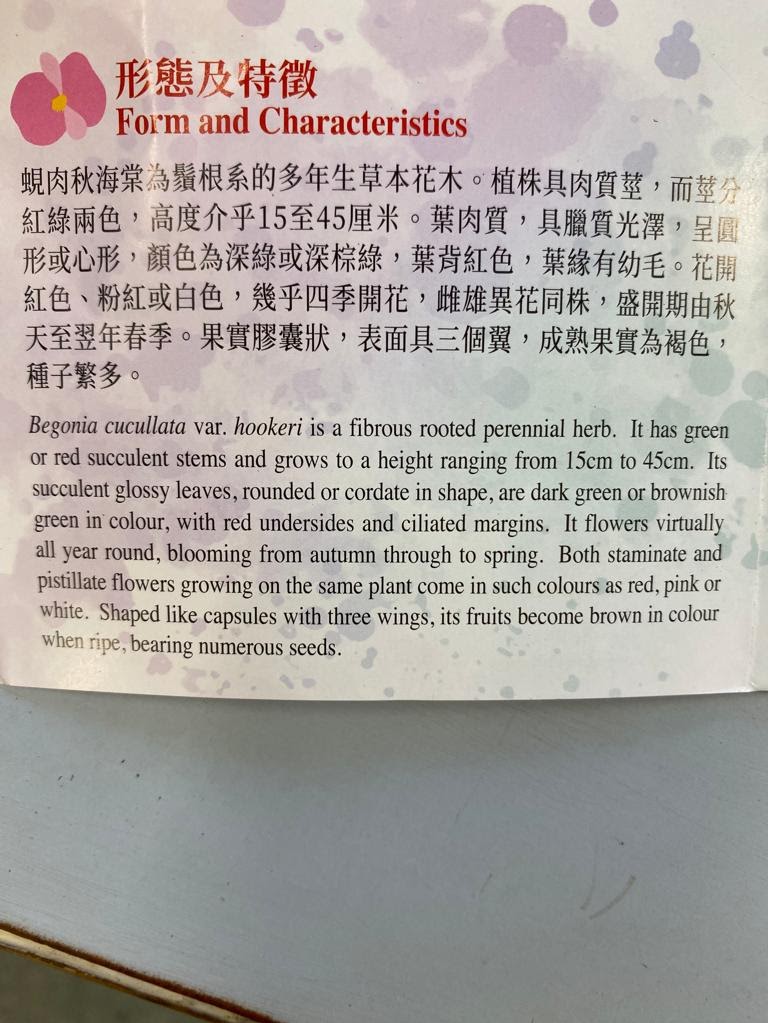 形態及特徵
Form and Characteristics
蜆肉秋海棠為鬚根系的多年生草本花木。植株具肉質莖，而莖分
紅綠兩色，高度介乎15至45厘米。葉肉質，具臘質光澤，呈圓
形或心形，顏色為深綠或深棕綠，葉背紅色，葉緣有幼毛。花開
紅色、粉紅或白色，幾乎四季開花，雌雄異花同株，盛開期由秋
天至翌年春季。果實膠囊狀，表面具三個翼，成熟果實為褐色，
種子繁多。
Begonia cucullata var. hookeri is a fibrous rooted perennial herb. It has green
or red succulent stems and grows to a height ranging from 15cm to 45cm. Its
succulent glossy leaves, rounded or cordate in shape, are dark green or brownish
green in colour, with red undersides and ciliated margins. It flowers virtually
all year round, blooming from autumn through to spring. Both staminate and
pistillate flowers growing on the same plant come in such colours as red, pink or
white. Shaped like capsules with three wings, its fruits become brown in colour
when ripe, bearing numerous seeds.